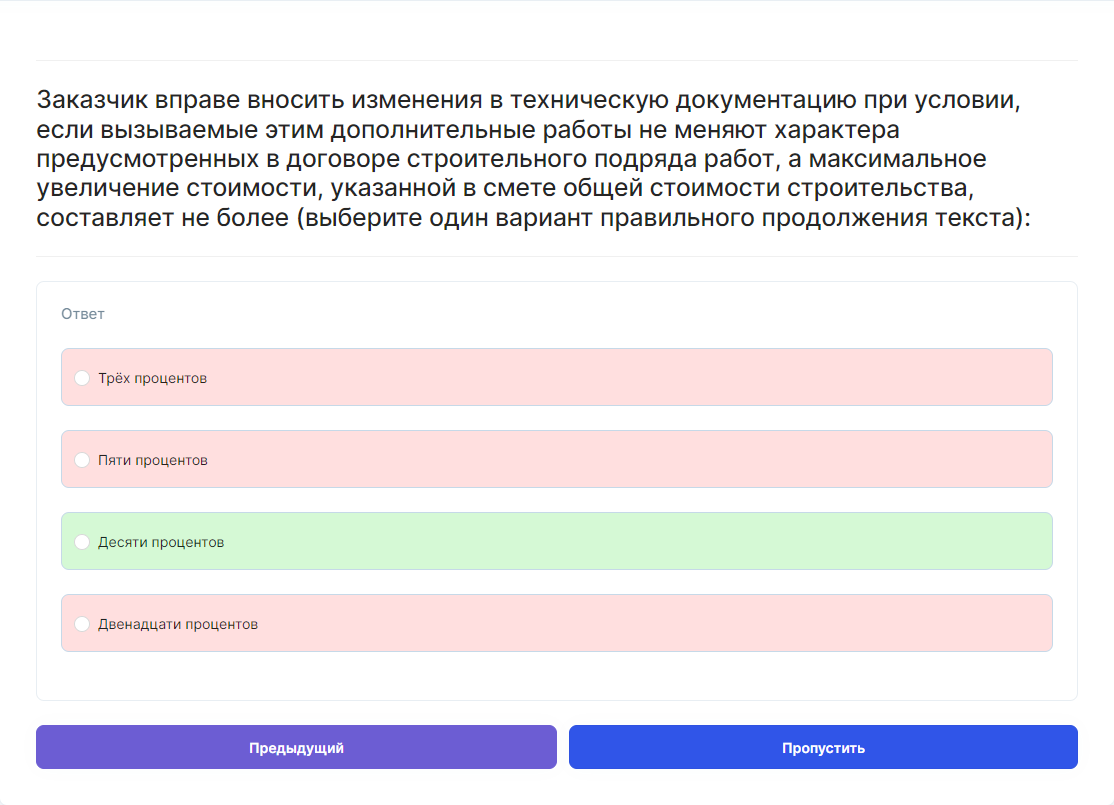 Заказчик вправе вносить изменения в техническую документацию при условии,
если вызываемые этим дополнительные работы не меняют характера
предусмотренных в договоре строительного подряда работ, а максимальное
увеличение стоимости, указанной в смете общей стоимости строительства,
составляет не более (выберите один вариант правильного продолжения текста):
Ответ
Трёх процентов
Пяти процентов
Десяти процентов
Двенадцати процентов
Предыдущий
Пропустить